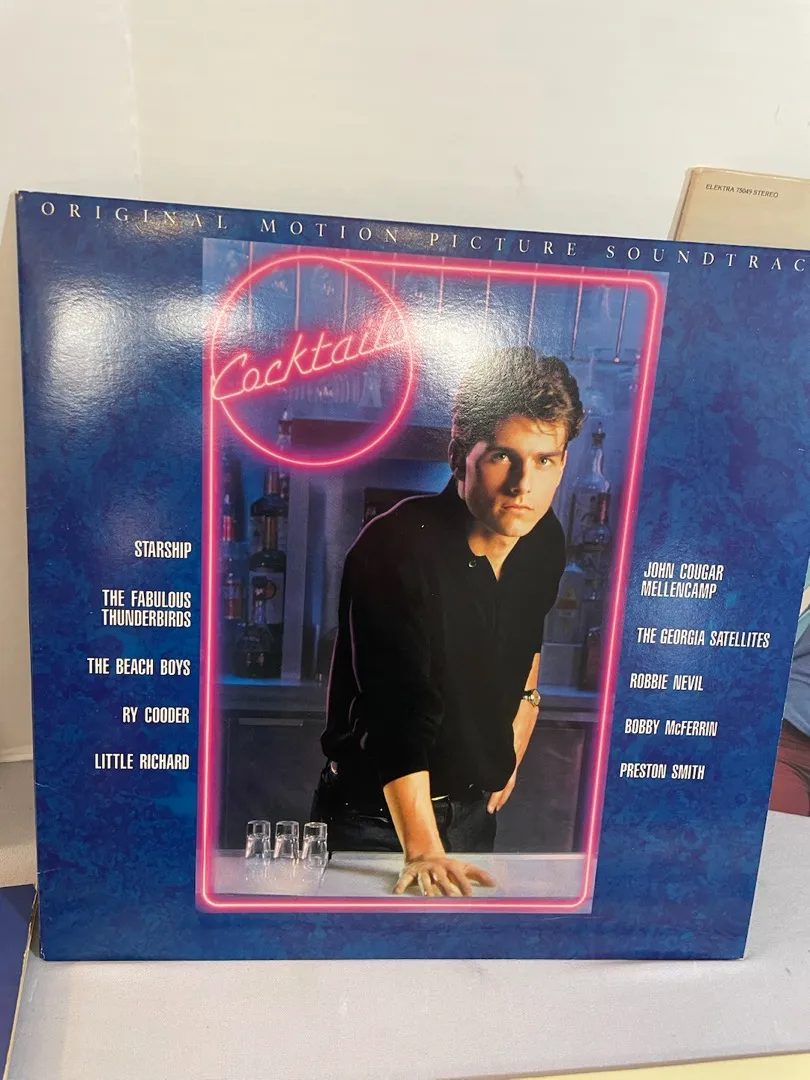 ELEKTRA 75049 STEREO
ORIGINAL MOTION PICTURE SOUNDTRAC
Cocktail
STARSHIP
THE FABULOUS
THUNDERBIRDS
THE BEACH BOYS
RY COODER
LITTLE RICHARD
JOHN COUGAR
MELLENCAMP
THE GEORGIA SATELLITES
ROBBIE NEVIL
BOBBY McFERRIN
PRESTON SMITH